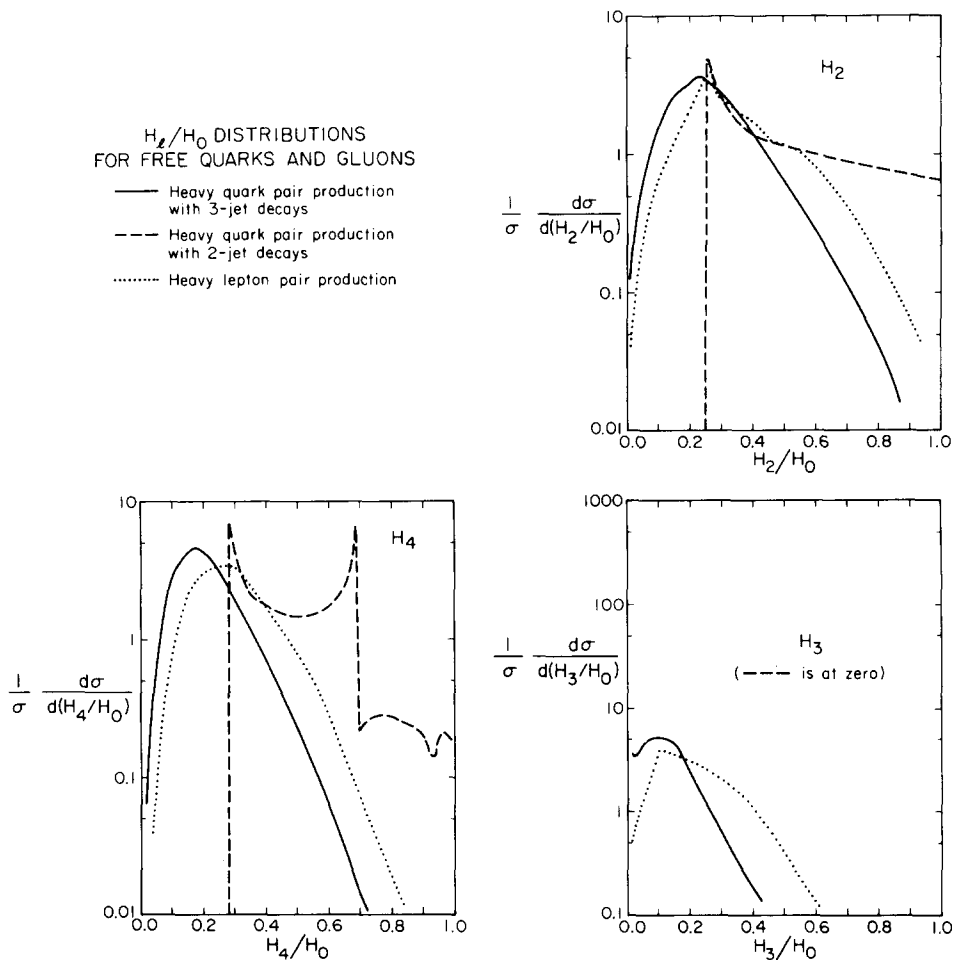 Hℓ/H0 DISTRIBUTIONS
FOR FREE QUARKS AND GLUONS
Heavy quark pair production
with 3-jet decays
Heavy quark pair production
with 2-jet decays
Heavy lepton pair production
10
1
0.1
0.01
H2
1/σ dσ/d(H2/H0)
0.0 0.2 0.4 0.6 0.8 1.0
H2/H0
10
1
0.1
0.01
H4
1/σ dσ/d(H4/H0)
0.0 0.2 0.4 0.6 0.8 1.0
H4/H0
1000
100
10
1
0.1
H3
(--- is at zero)
1/σ dσ/d(H3/H0)
0.0 0.2 0.4 0.6 0.8 1.0
H3/H0